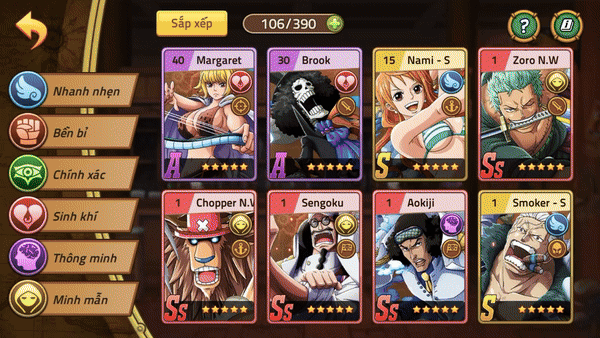 Sắp xếp
106/390
?
Nhanh nhẹn
Bền bỉ
Chính xác
Sinh khí
Thông minh
Minh mẫn
40 Margaret
A
30 Brook
A
15 Nami - S
S
1 Zoro N.W
Ss
1 Chopper N.W
Ss
1 Sengoku
Ss
1 Aokiji
Ss
1 Smoker - S
S